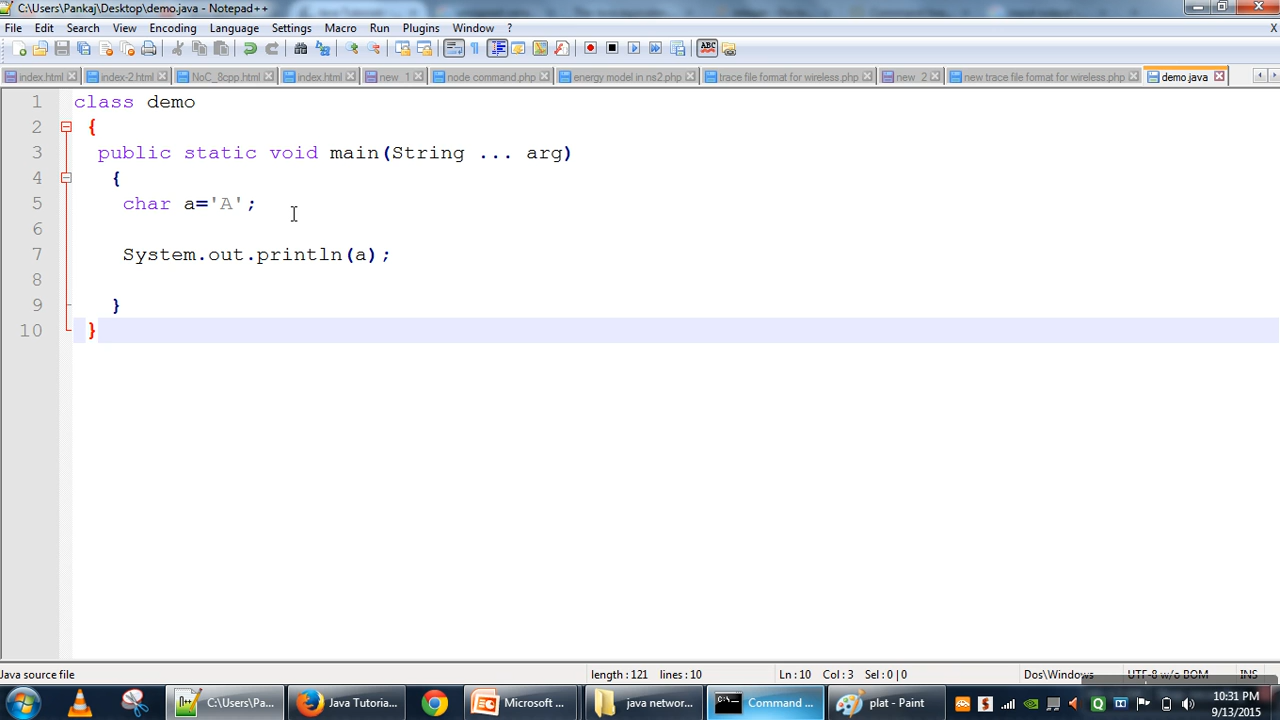 C:\Users\Pankaj\Desktop\demo.java - Notepad++
File Edit Search View Encoding Language Settings Macro Run Plugins Window ? X
index.html index-2.html NoC_8cpp.html index.html new 1 node command.php energy model in ns2.php trace file format for wireless.php new 2 new trace file format for wireless.php demo.java
1 class demo
2 {
3 public static void main(String ... arg)
4 {
5 char a='A';
6
7 System.out.println(a);
8
9 }
10 }
Java source file length : 121 lines : 10 Ln : 10 Col : 3 Sel : 0 | 0 Dos\Windows UTF-8 w/o BOM INS
C:\Users\Pa... Java Tutoria... Microsoft ... java networ... Command ... plat - Paint 10:31 PM
9/13/2015